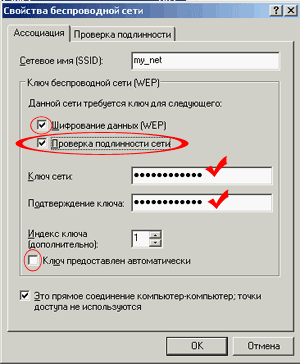 Свойства беспроводной сети
Ассоциация
Проверка подлинности
Сетевое имя (SSID):
my_net
Ключ беспроводной сети (WEP)
Данной сети требуется ключ для следующего:
Шифрование данных (WEP)
Проверка подлинности сети
Ключ сети:
Подтверждение ключа:
Индекс ключа
(дополнительно):
1
Ключ предоставлен автоматически
Это прямое соединение компьютер-компьютер; точки
доступа не используются
OK
Отмена